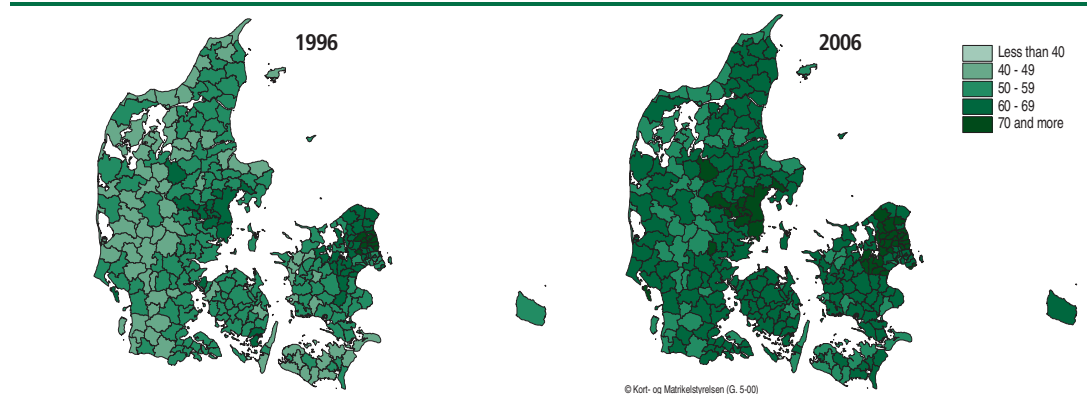 1996
2006
Less than 40
40 - 49
50 - 59
60 - 69
70 and more
© Kort- og Matrikelstyrelsen (G. 5-00)